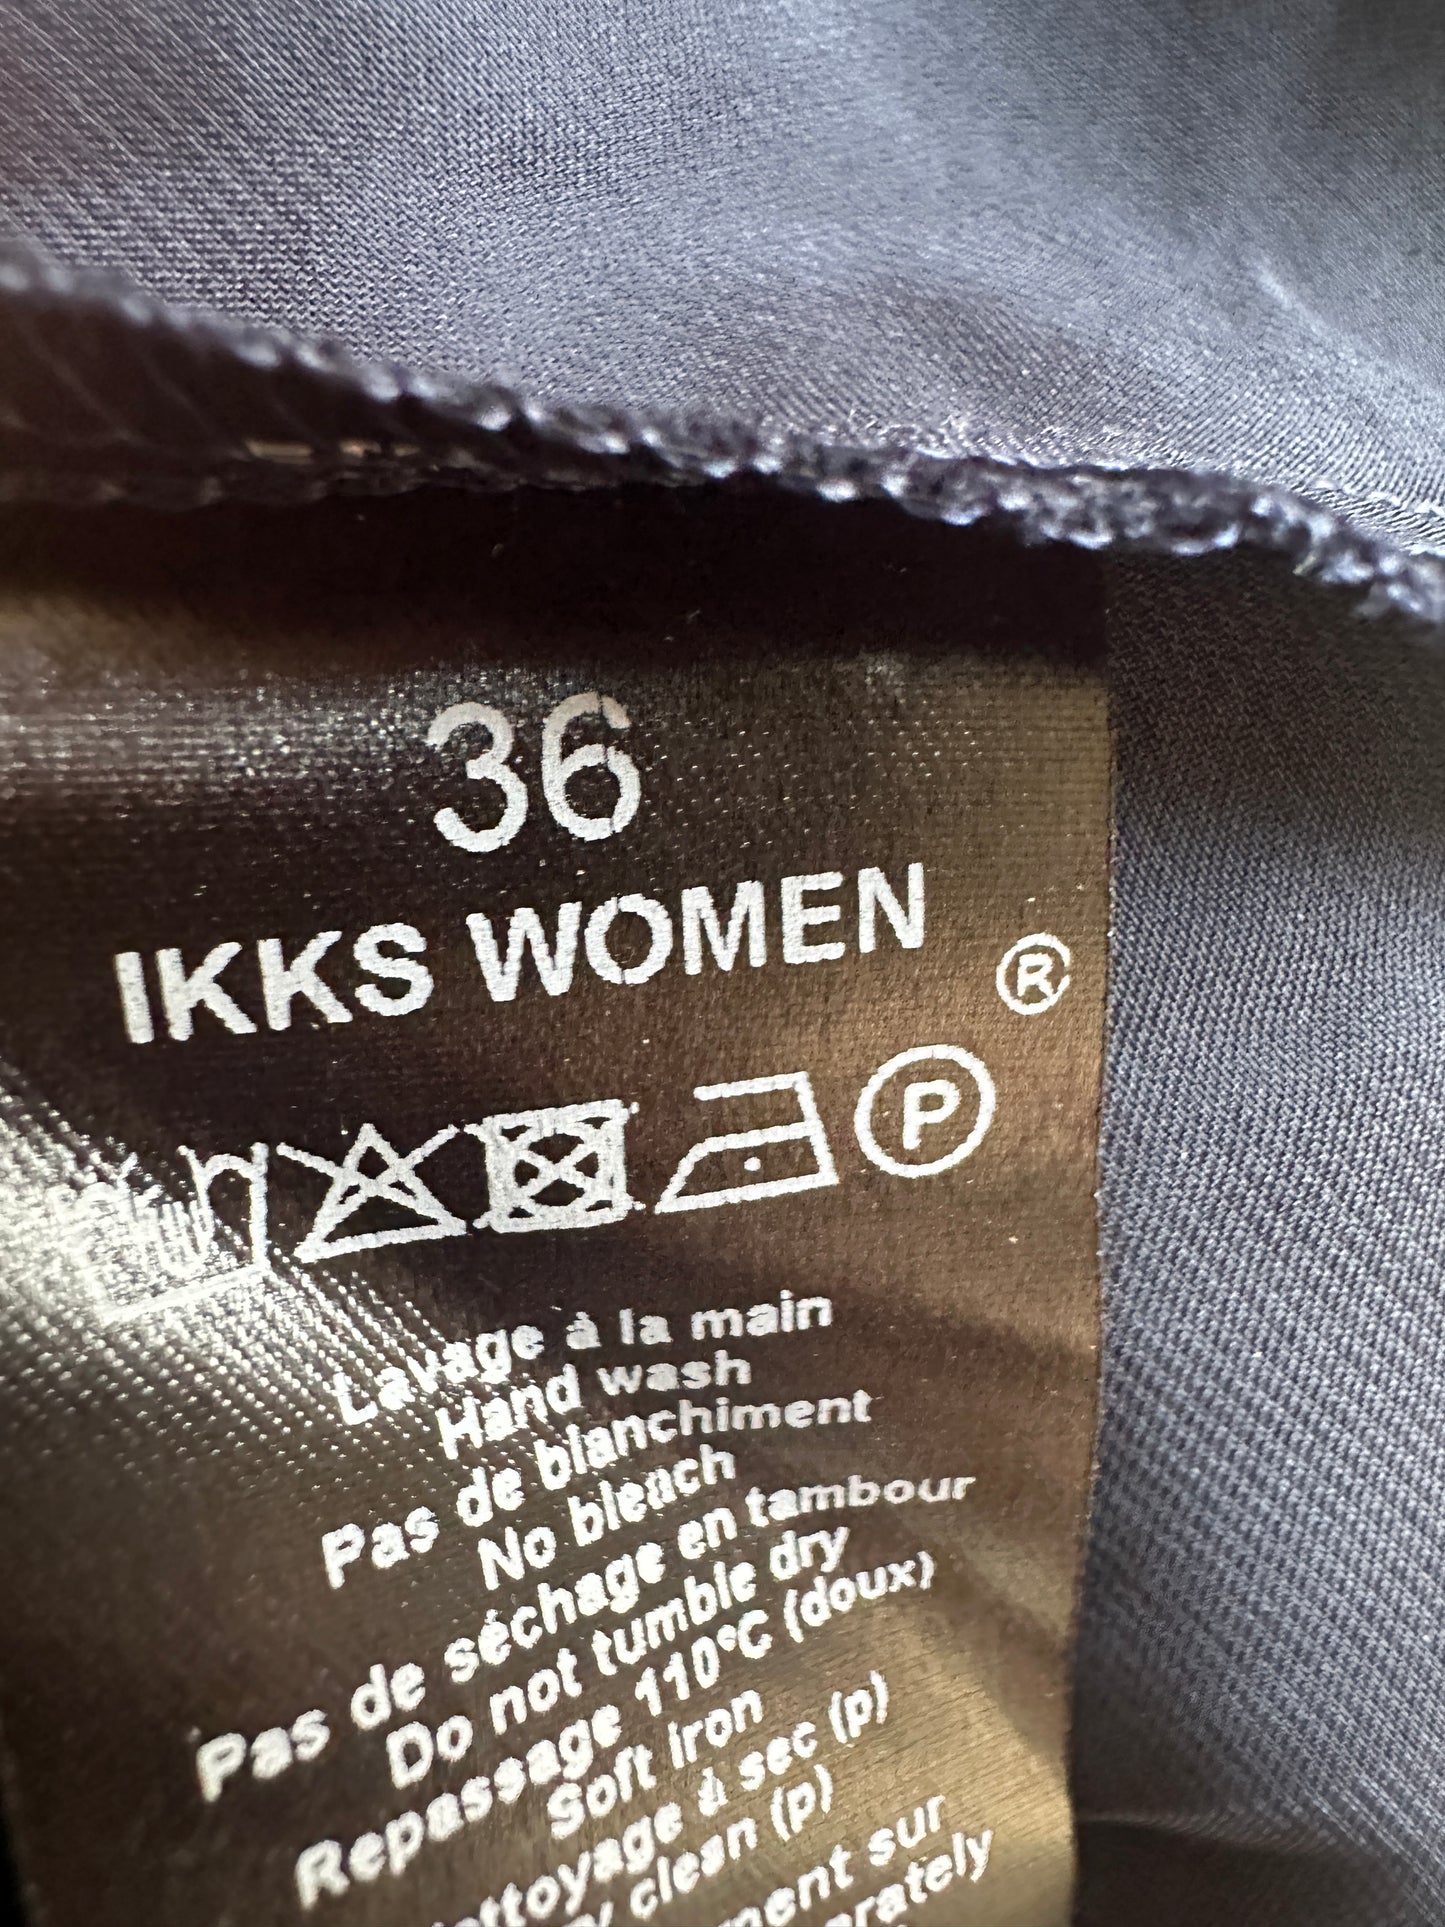 36
IKKS WOMEN ®
P
Lavage à la main
Hand wash
Pas de blanchiment
No bleach
Pas de séchage en tambour
Do not tumble dry
Repassage 110°C (doux)
Soft Iron
à sec (p)
clean (p)
sur